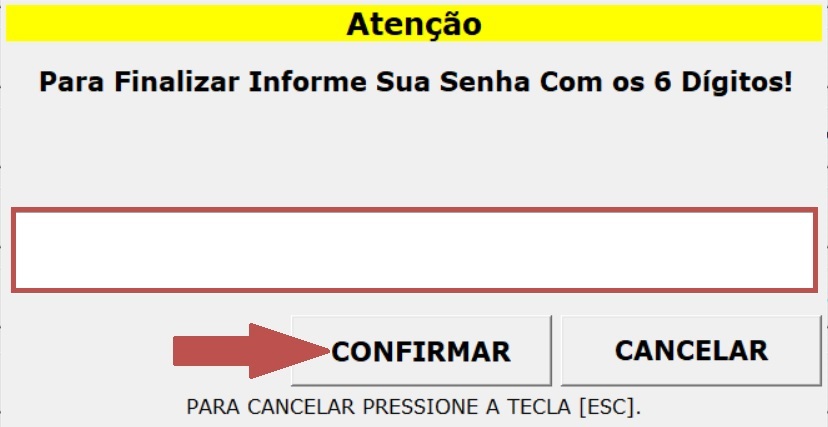 Atenção
Para Finalizar Informe Sua Senha Com os 6 Dígitos!
CONFIRMAR
CANCELAR
PARA CANCELAR PRESSIONE A TECLA [ESC].